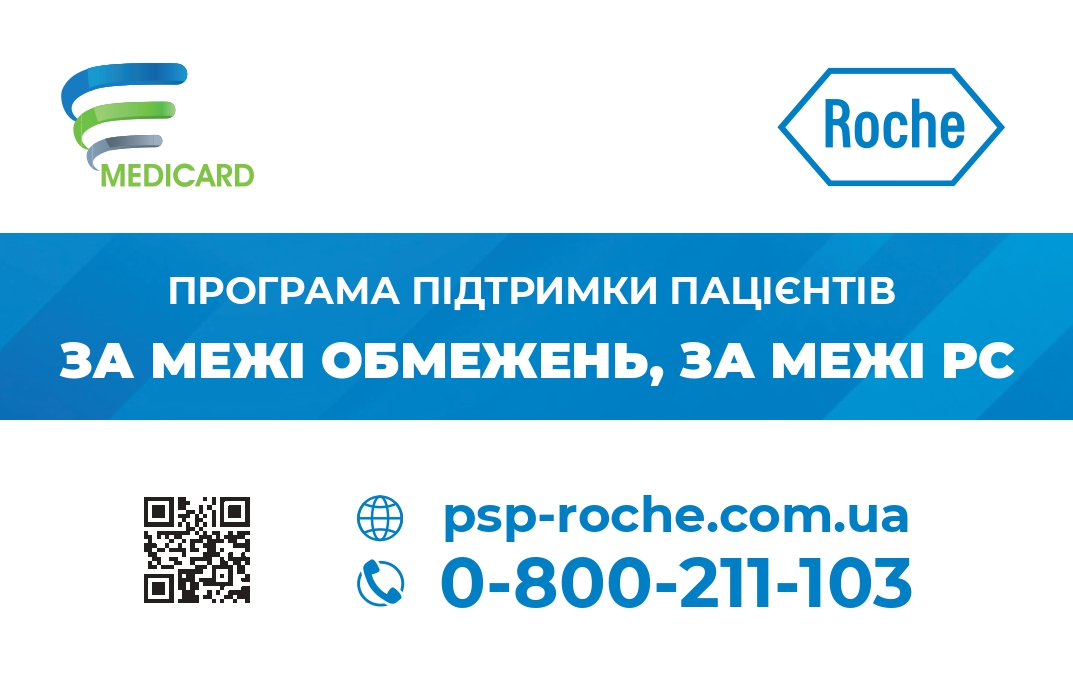 MEDICARD
Roche
ПРОГРАМА ПІДТРИМКИ ПАЦІЄНТІВ
ЗА МЕЖІ ОБМЕЖЕНЬ, ЗА МЕЖІ РС
psp-roche.com.ua
0-800-211-103